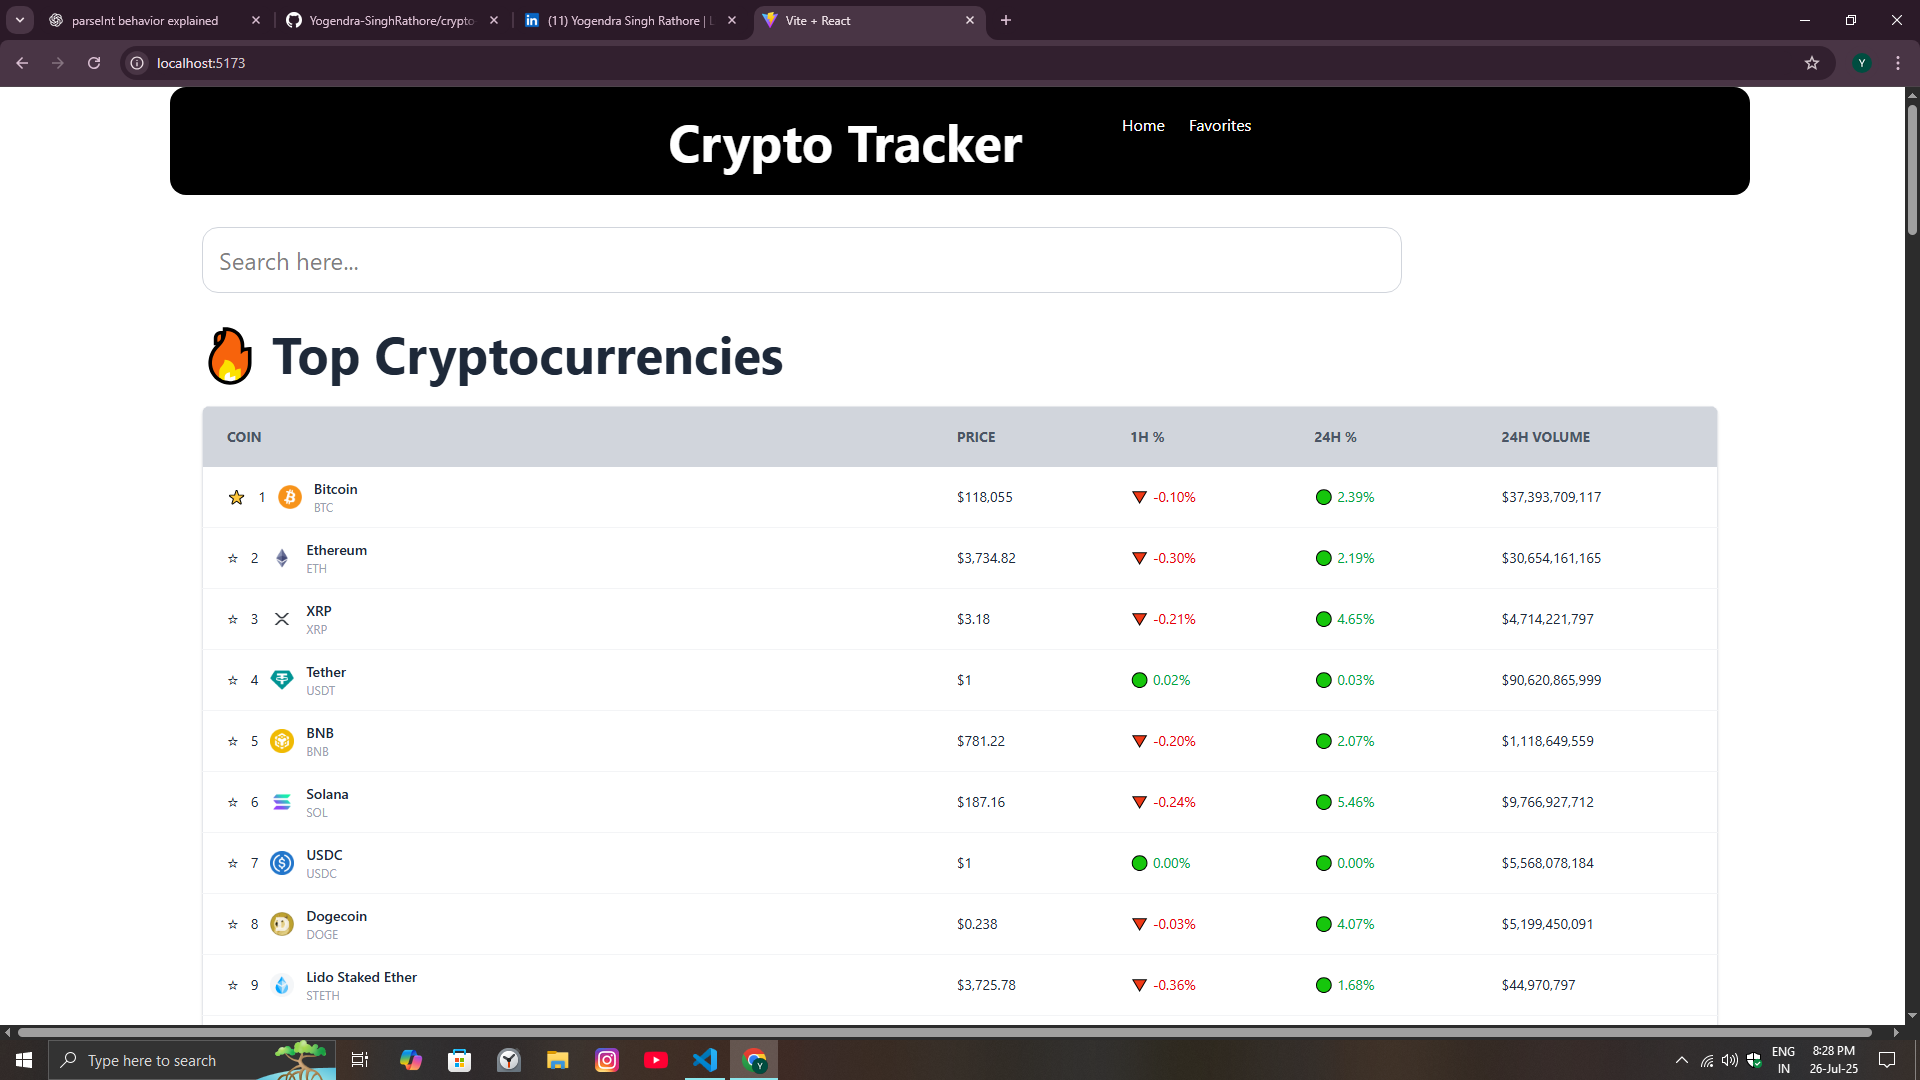 parseInt behavior explained
Yogendra-SinghRathore/crypto
(11) Yogendra Singh Rathore | L
Vite + React
localhost:5173
Y
Crypto Tracker
Home Favorites
Search here...
Top Cryptocurrencies
COIN PRICE 1H % 24H % 24H VOLUME
1 Bitcoin BTC $118,055 -0.10% 2.39% $37,393,709,117
2 Ethereum ETH $3,734.82 -0.30% 2.19% $30,654,161,165
3 XRP XRP $3.18 -0.21% 4.65% $4,714,221,797
4 Tether USDT $1 0.02% 0.03% $90,620,865,999
5 BNB BNB $781.22 -0.20% 2.07% $1,118,649,559
6 Solana SOL $187.16 -0.24% 5.46% $9,766,927,712
7 USDC USDC $1 0.00% 0.00% $5,568,078,184
8 Dogecoin DOGE $0.238 -0.03% 4.07% $5,199,450,091
9 Lido Staked Ether STETH $3,725.78 -0.36% 1.68% $44,970,797
Type here to search
ENG 8:28 PM
IN 26-Jul-25